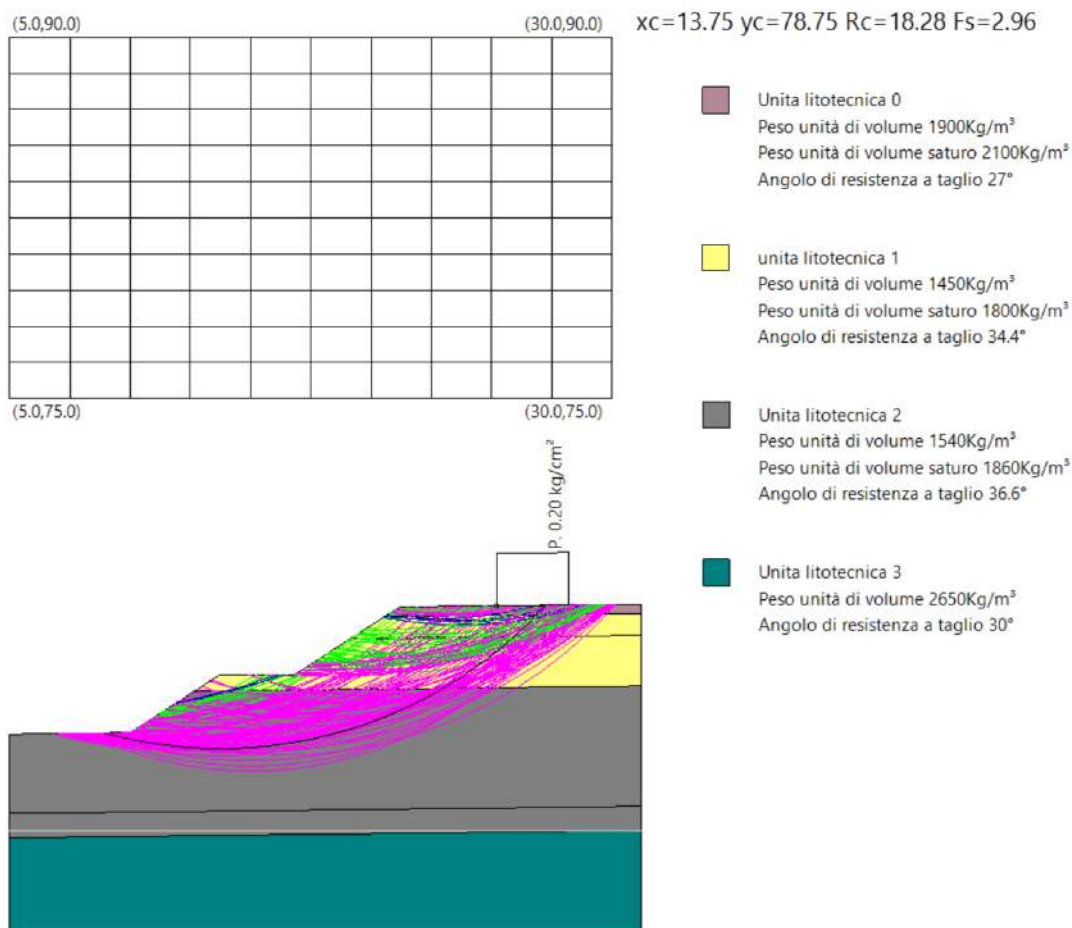 (5.0,90.0)
(30.0,90.0)
xc=13.75 yc=78.75 Rc=18.28 Fs=2.96
Unita litotecnica 0
Peso unità di volume 1900Kg/m³
Peso unità di volume saturo 2100Kg/m³
Angolo di resistenza a taglio 27°
unita litotecnica 1
Peso unità di volume 1450Kg/m³
Peso unità di volume saturo 1800Kg/m³
Angolo di resistenza a taglio 34.4°
(5.0,75.0)
(30.0,75.0)
Unita litotecnica 2
Peso unità di volume 1540Kg/m³
Peso unità di volume saturo 1860Kg/m³
Angolo di resistenza a taglio 36.6°
P. 0.20 kg/cm²
Unita litotecnica 3
Peso unità di volume 2650Kg/m³
Angolo di resistenza a taglio 30°